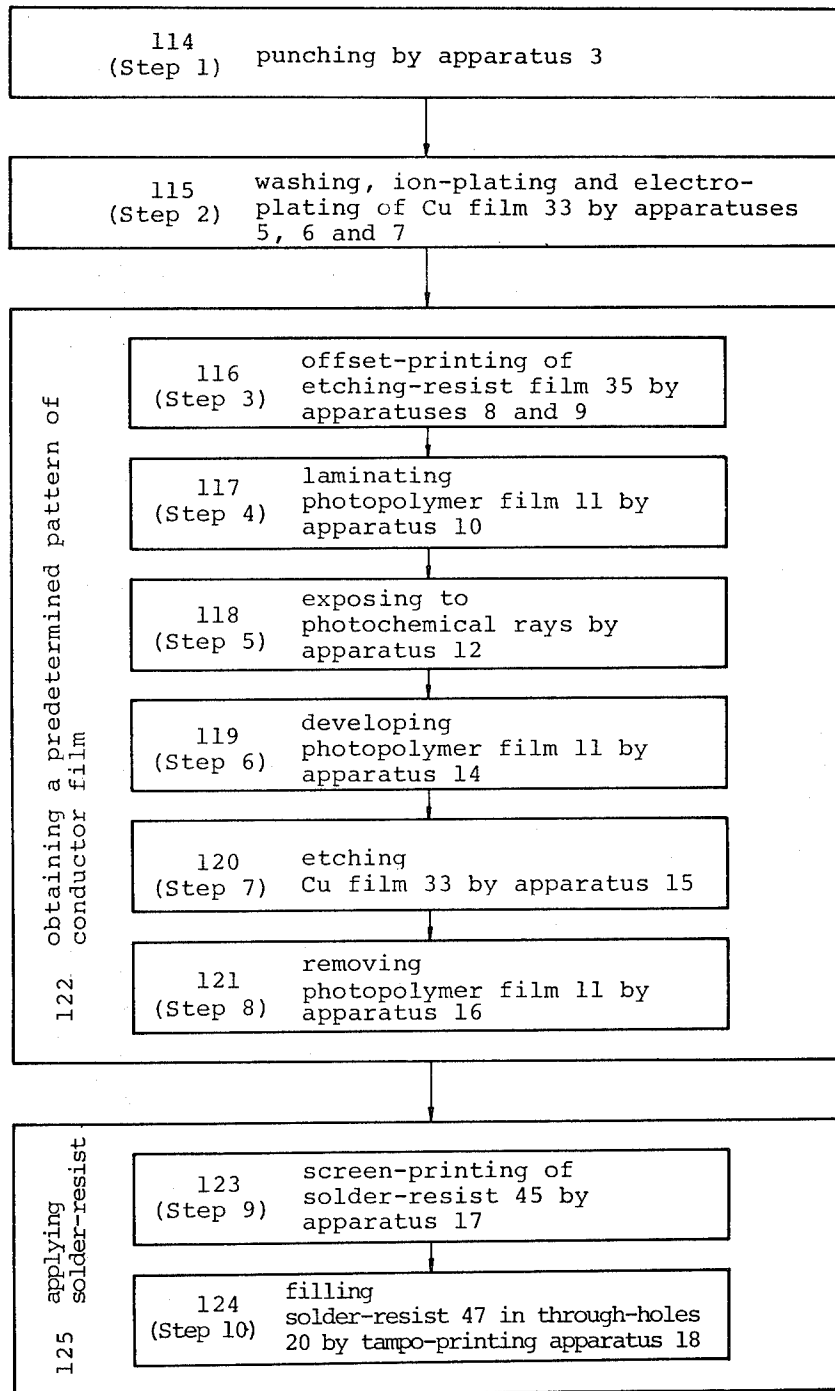 114
(Step 1)
punching by apparatus 3
115
(Step 2)
washing, ion-plating and electro-
plating of Cu film 33 by apparatuses
5, 6 and 7
122 obtaining a predetermined pattern of
conductor film
116
(Step 3)
offset-printing of
etching-resist film 35 by
apparatuses 8 and 9
117
(Step 4)
laminating
photopolymer film 11 by
apparatus 10
118
(Step 5)
exposing to
photochemical rays by
apparatus 12
119
(Step 6)
developing
photopolymer film 11 by
apparatus 14
120
(Step 7)
etching
Cu film 33 by apparatus 15
121
(Step 8)
removing
photopolymer film 11 by
apparatus 16
125 applying
solder-resist
123
(Step 9)
screen-printing of
solder-resist 45 by
apparatus 17
124
(Step 10)
filling
solder-resist 47 in through-holes
20 by tampo-printing apparatus 18